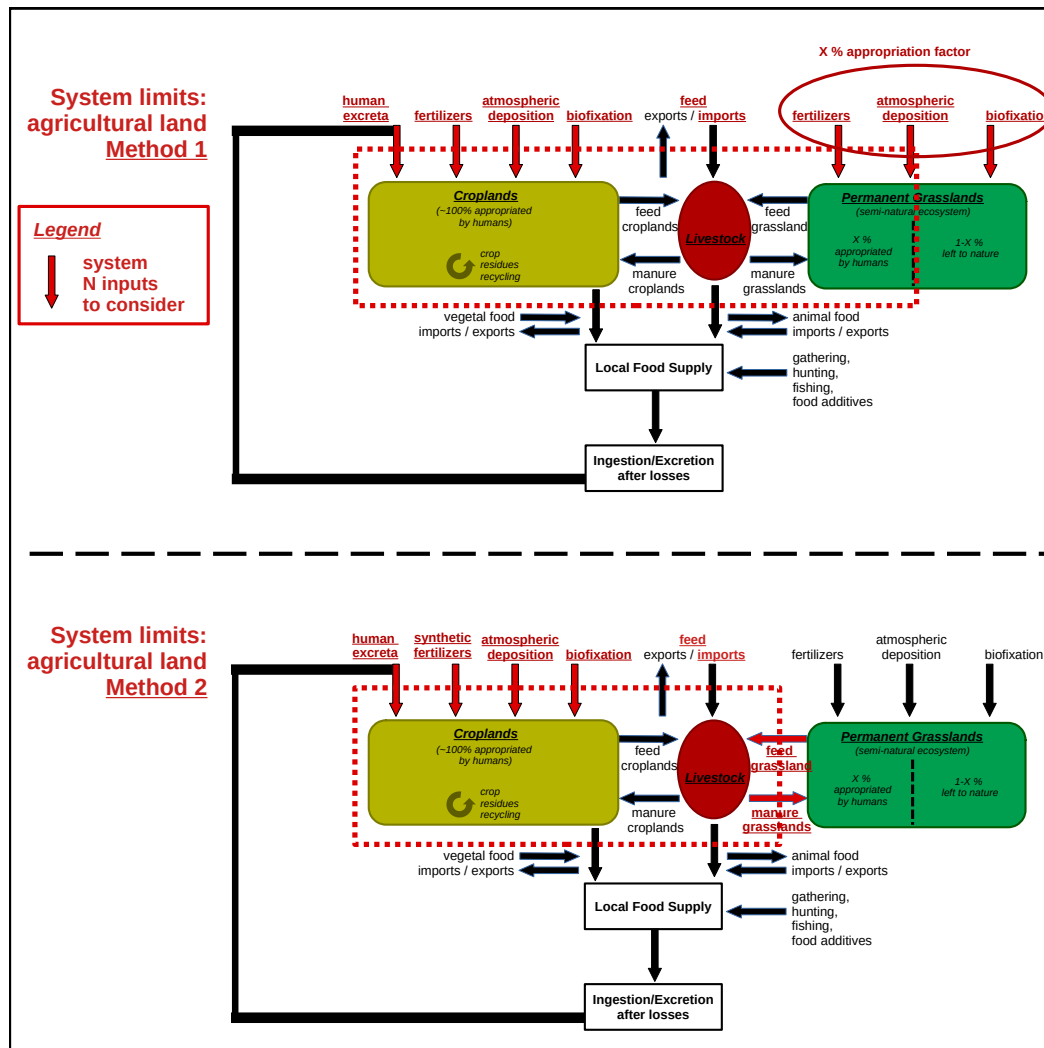 X % appropriation factor
System limits:
agricultural land
Method 1
human
excreta
fertilizers
atmospheric
deposition
biofixation
feed
exports / imports
fertilizers
atmospheric
deposition
biofixation
Legend
system
N inputs
to consider
Croplands
(~100% appropriated
by humans)
crop
residues
recycling
feed
croplands
manure
croplands
Livestock
feed
grassland
manure
grasslands
Permanent Grasslands
(semi-natural ecosystem)
X %
appropriated
by humans
1-X %
left to nature
vegetal food
imports / exports
animal food
imports / exports
Local Food Supply
gathering,
hunting,
fishing,
food additives
Ingestion/Excretion
after losses
System limits:
agricultural land
Method 2
human
excreta
synthetic
fertilizers
atmospheric
deposition
biofixation
feed
exports / imports
fertilizers
atmospheric
deposition
biofixation
Croplands
(~100% appropriated
by humans)
crop
residues
recycling
feed
croplands
manure
croplands
Livestock
feed
grassland
manure
grasslands
Permanent Grasslands
(semi-natural ecosystem)
X %
appropriated
by humans
1-X %
left to nature
vegetal food
imports / exports
animal food
imports / exports
Local Food Supply
gathering,
hunting,
fishing,
food additives
Ingestion/Excretion
after losses